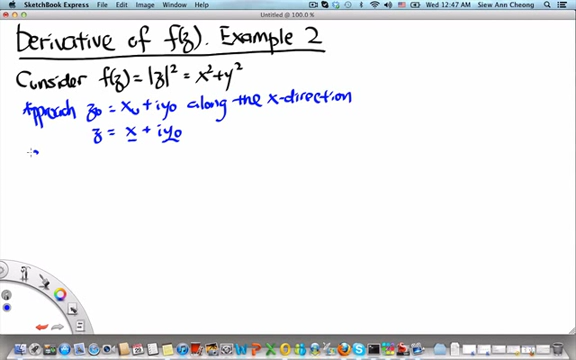 SketchBook Express File Edit Window Help Wed 12:47 AM Siew Ann Cheong
Untitled @ 100.0 %
Derivative of f(z). Example 2
Consider f(z) = |z|² = x² + y²
Approach z₀ = x₀ + iy₀ along the x-direction
z = x + iy₀